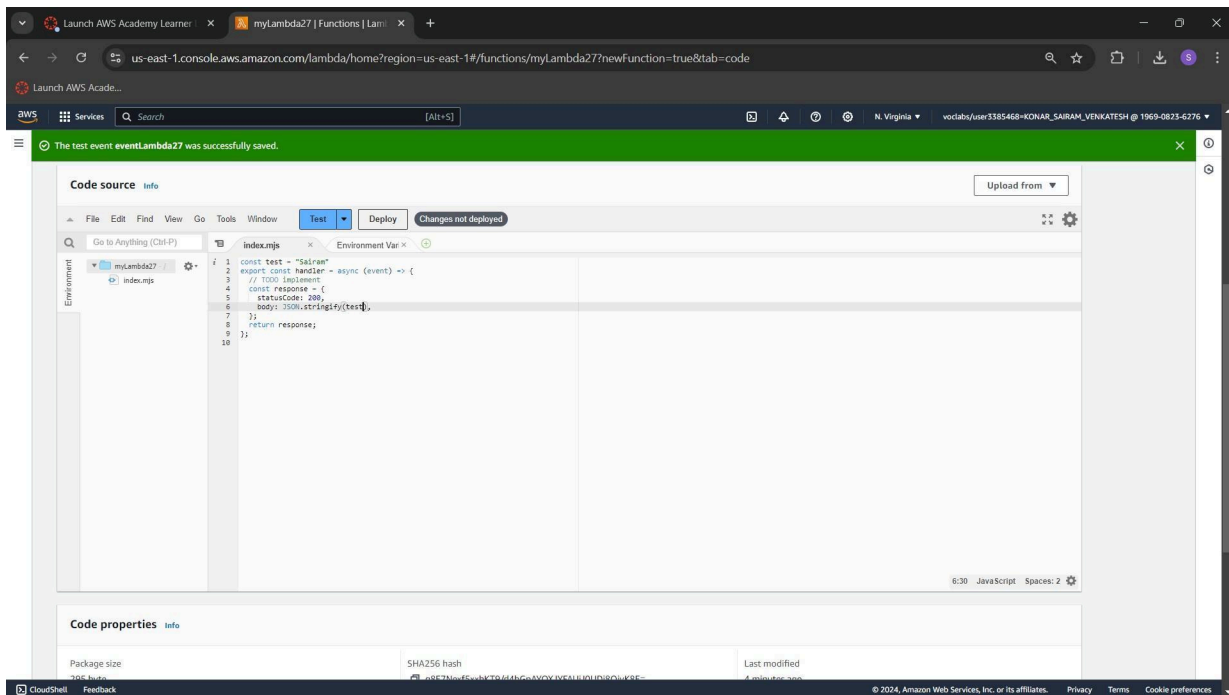 Launch AWS Academy Learner
myLambda27 | Functions | Lam
us-east-1.console.aws.amazon.com/lambda/home?region=us-east-1#/functions/myLambda27?newFunction=true&tab=code
S
Launch AWS Acade...
aws
Services
Search
[Alt+S]
N. Virginia
voclabs/user3385468=KONAR_SAIRAM_VENKATESH @ 1969-0823-6276
The test event eventLambda27 was successfully saved.
Code source Info
Upload from
File Edit Find View Go Tools Window Test Deploy Changes not deployed
Go to Anything (Ctrl-P)
index.mjs
Environment Var
Environment
myLambda27 /
index.mjs
i 1 const test = "Sairam"
2 export const handler = async (event) => {
3 // TODO implement
4 const response = {
5 statusCode: 200,
6 body: JSON.stringify(test),
7 };
8 return response;
9 };
10
6:30 JavaScript Spaces: 2
Code properties Info
Package size
SHA256 hash
Last modified
295 byte
4 minutes ago
CloudShell Feedback
© 2024, Amazon Web Services, Inc. or its affiliates. Privacy Terms Cookie preferences